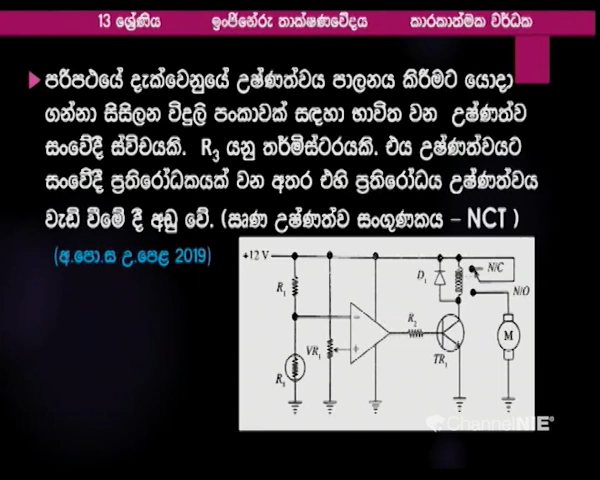 13 ශ්‍රේණිය ඉංජිනේරු තාක්ෂණවේදය කාරකාත්මක වර්ධක
පරිපථයේ දැක්වෙනුයේ උෂ්ණත්වය පාලනය කිරීමට යොදා
ගන්නා සිසිලන විදුලි පංකාවක් සඳහා භාවිත වන උෂ්ණත්ව
සංවේදී ස්විචයකි. R3 යනු තර්මිස්ටරයකි. එය උෂ්ණත්වයට
සංවේදී ප්‍රතිරෝධකයක් වන අතර එහි ප්‍රතිරෝධය උෂ්ණත්වය
වැඩි වීමේ දී අඩු වේ. (ඍණ උෂ්ණත්ව සංගුණකය – NCT )
(අ.පො.ස උ.පෙළ 2019)
+12 V
N/C
D1
R1
N/O
R2
M
VR1
TR1
R3
ChannelNIE